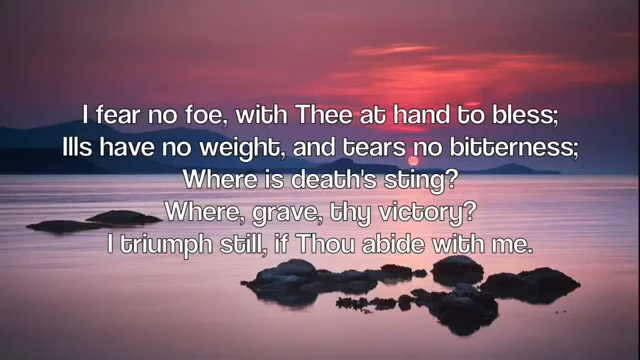 I fear no foe, with Thee at hand to bless;
Ills have no weight, and tears no bitterness;
Where is death's sting?
Where, grave, thy victory?
I triumph still, if Thou abide with me.